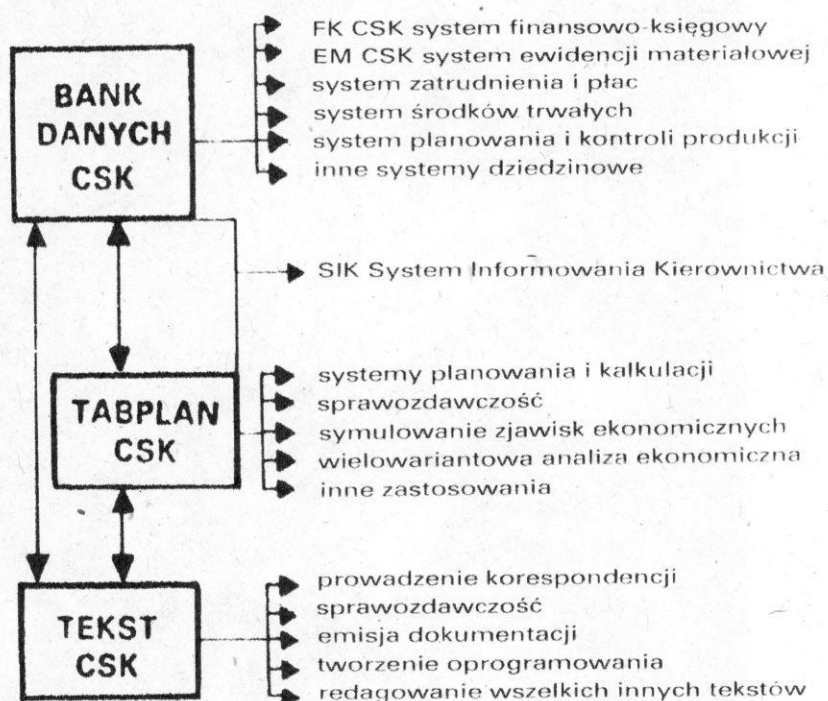 BANK
DANYCH
CSK
FK CSK system finansowo-księgowy
EM CSK system ewidencji materiałowej
system zatrudnienia i płac
system środków trwałych
system planowania i kontroli produkcji
inne systemy dziedzinowe
SIK System Informowania Kierownictwa
TABPLAN
CSK
systemy planowania i kalkulacji
sprawozdawczość
symulowanie zjawisk ekonomicznych
wielowariantowa analiza ekonomiczna
inne zastosowania
TEKST
CSK
prowadzenie korespondencji
sprawozdawczość
emisja dokumentacji
tworzenie oprogramowania
redagowanie wszelkich innych tekstów